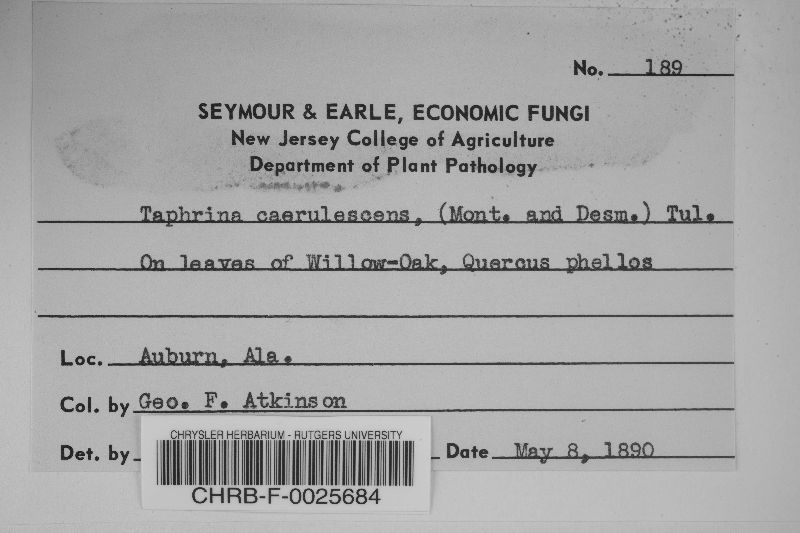 No. 189
SEYMOUR & EARLE, ECONOMIC FUNGI
New Jersey College of Agriculture
Department of Plant Pathology
Taphrina caerulescens, (Mont. and Desm.) Tul.
On leaves of Willow-Oak, Quercus phellos
Loc. Auburn, Ala.
Col. by Geo. F. Atkinson
Det. by Date May 8, 1890
CHRYSLER HERBARIUM - RUTGERS UNIVERSITY
CHRB-F-0025684